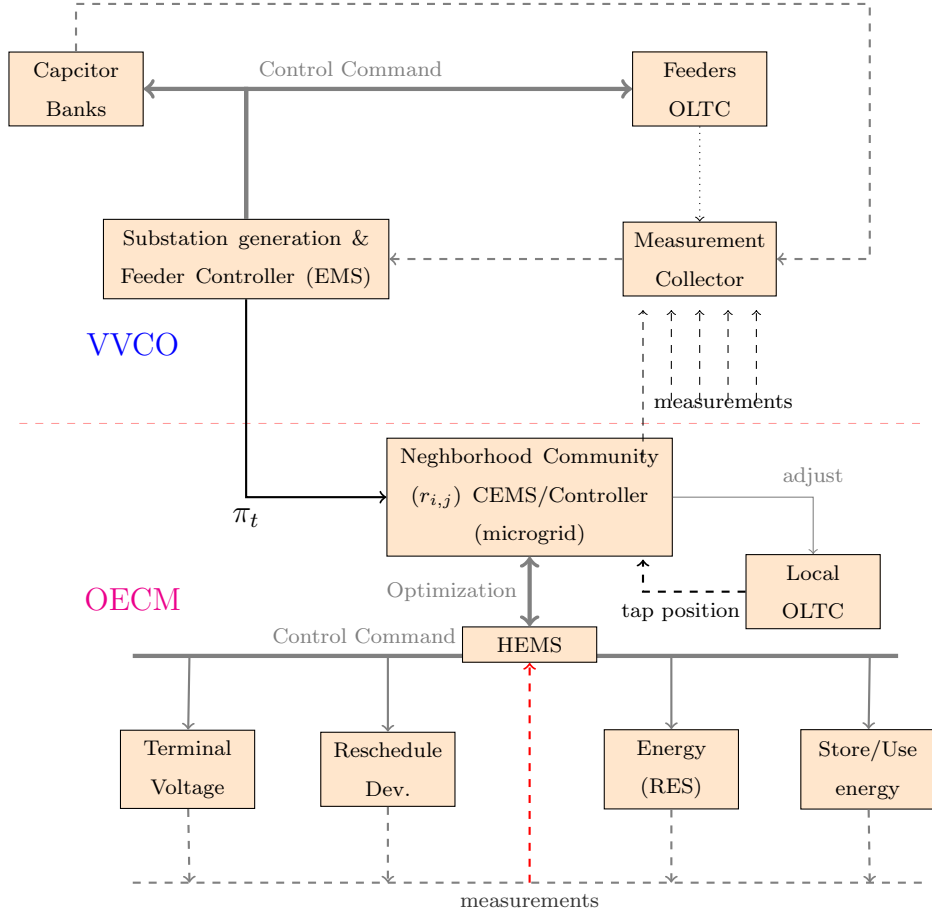 Capcitor
Banks
Control Command
Feeders
OLTC
Substation generation &
Feeder Controller (EMS)
Measurement
Collector
VVCO
measurements
Neghborhood Community
(r_{i,j}) CEMS/Controller
(microgrid)
adjust
π_t
Local
OLTC
Optimization
tap position
OECM
Control Command
HEMS
Terminal
Voltage
Reschedule
Dev.
Energy
(RES)
Store/Use
energy
measurements